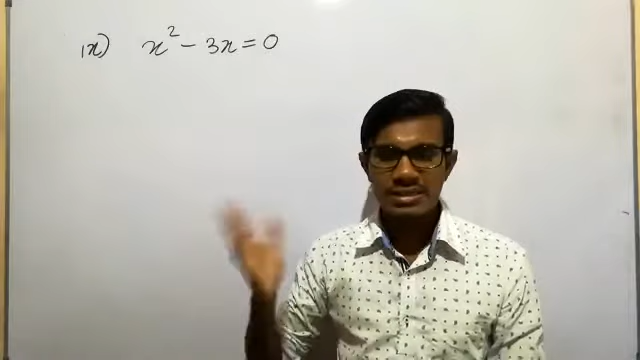 ix) x² - 3x = 0